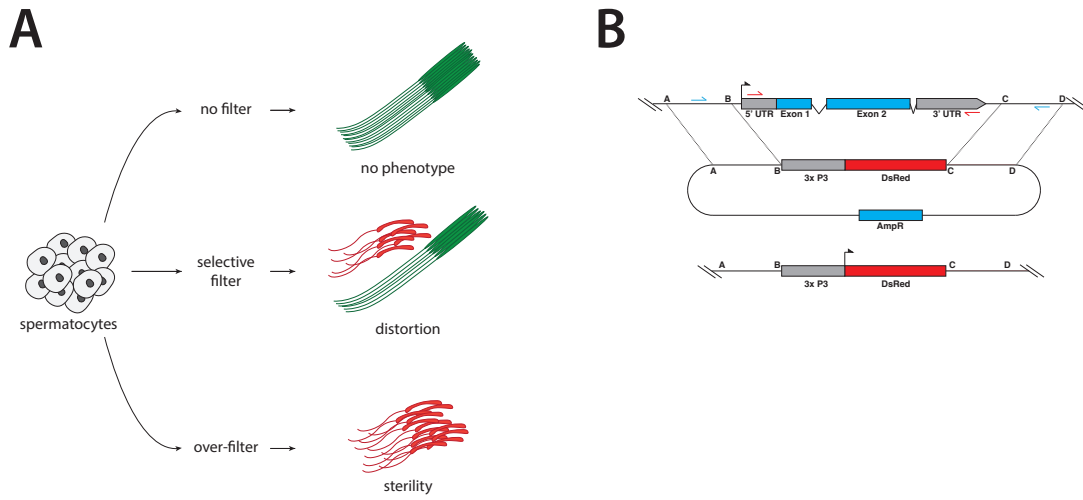 A
no filter
no phenotype
selective
filter
distortion
spermatocytes
over-filter
sterility
B
A B C D
5' UTR Exon 1 Exon 2 3' UTR
A B C D
3x P3 DsRed
AmpR
A B C D
3x P3 DsRed